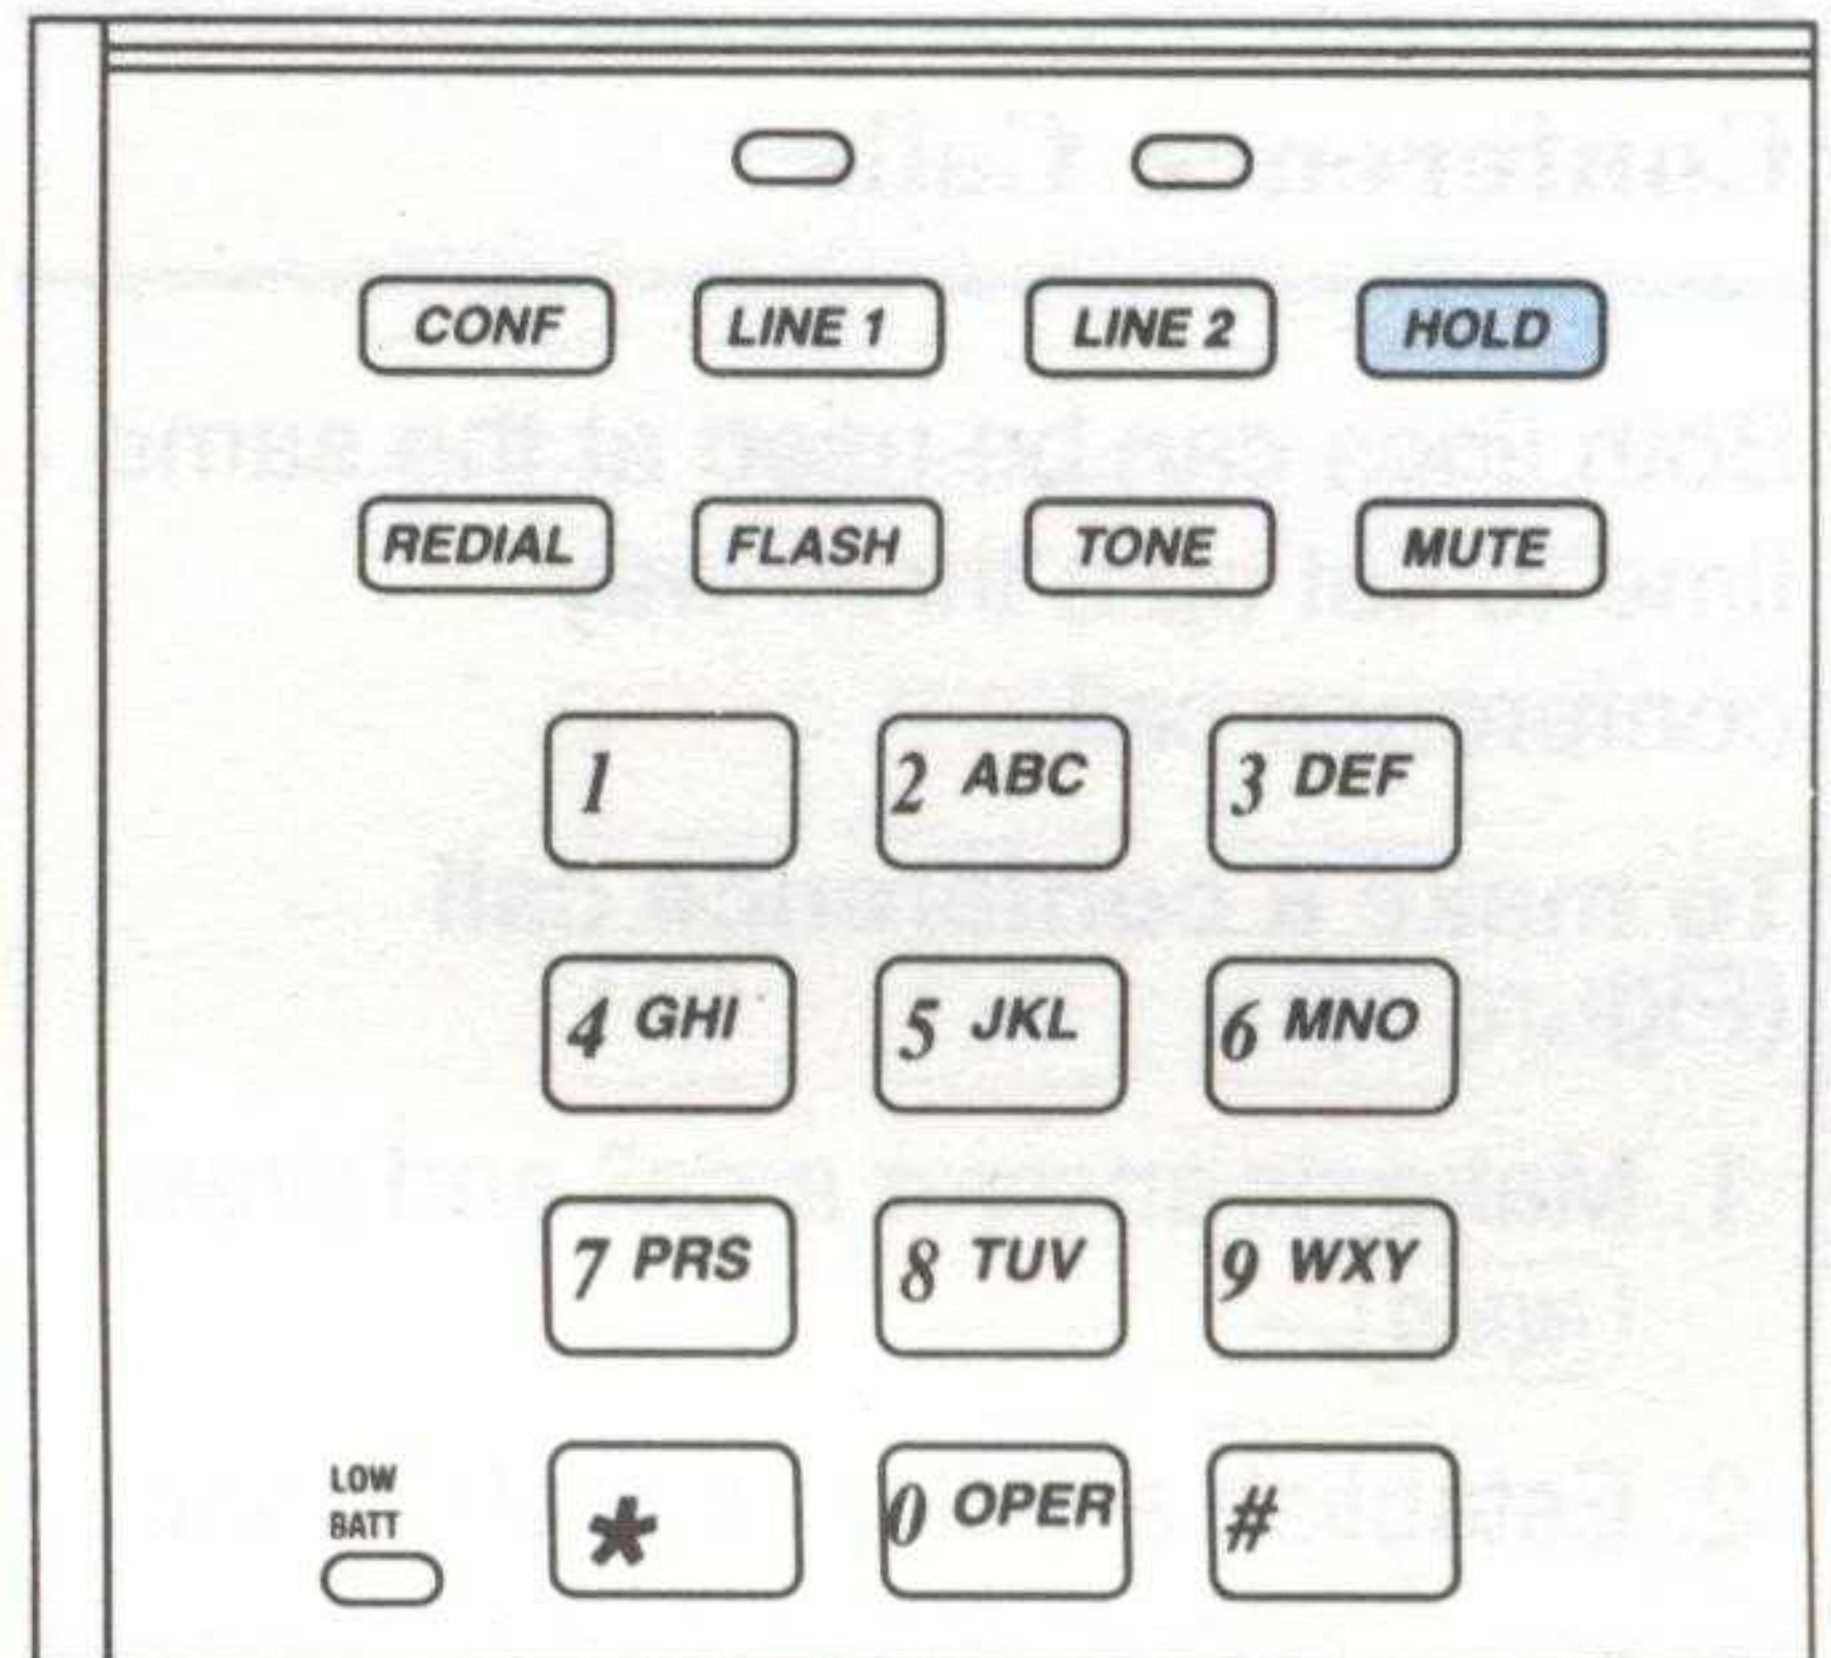 CONF LINE 1 LINE 2 HOLD
REDIAL FLASH TONE MUTE
1 2 ABC 3 DEF
4 GHI 5 JKL 6 MNO
7 PRS 8 TUV 9 WXY
LOW
BATT
* 0 OPER #